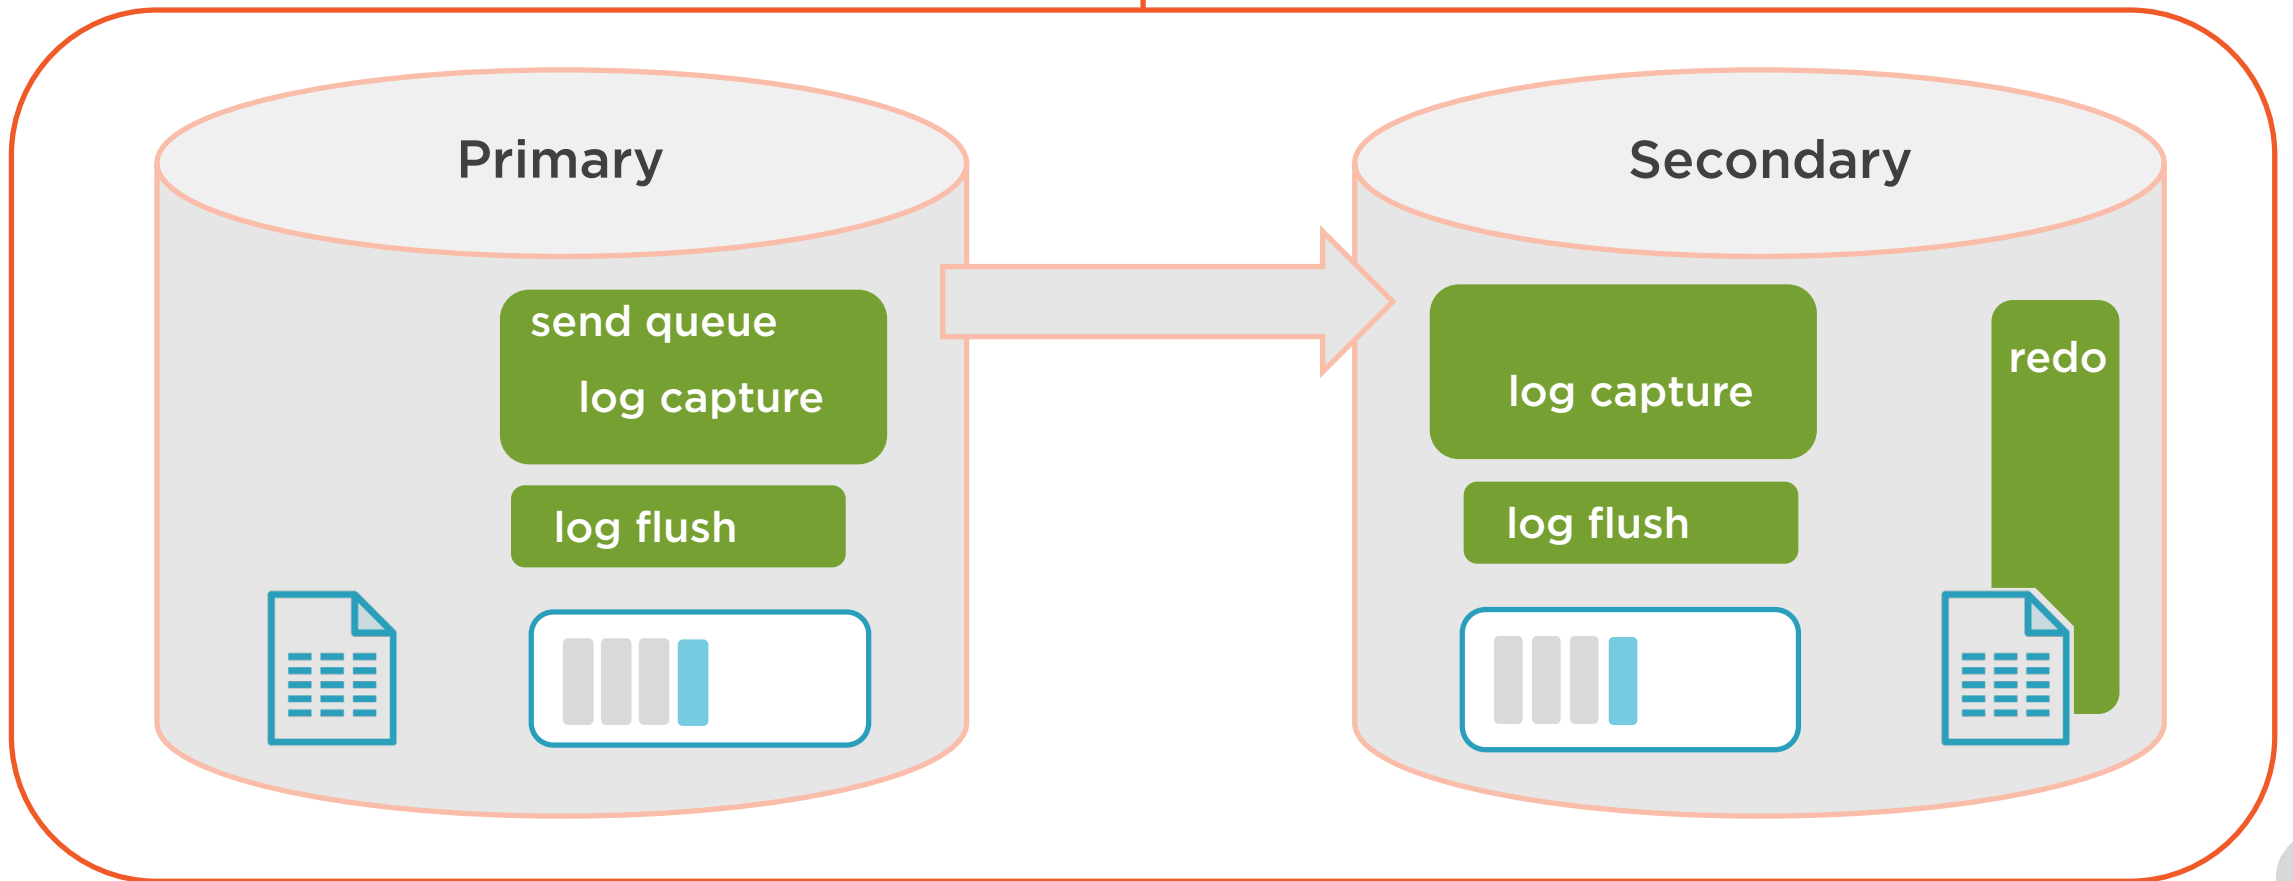 Primary
send queue
log capture
log flush
Secondary
log capture
log flush
redo